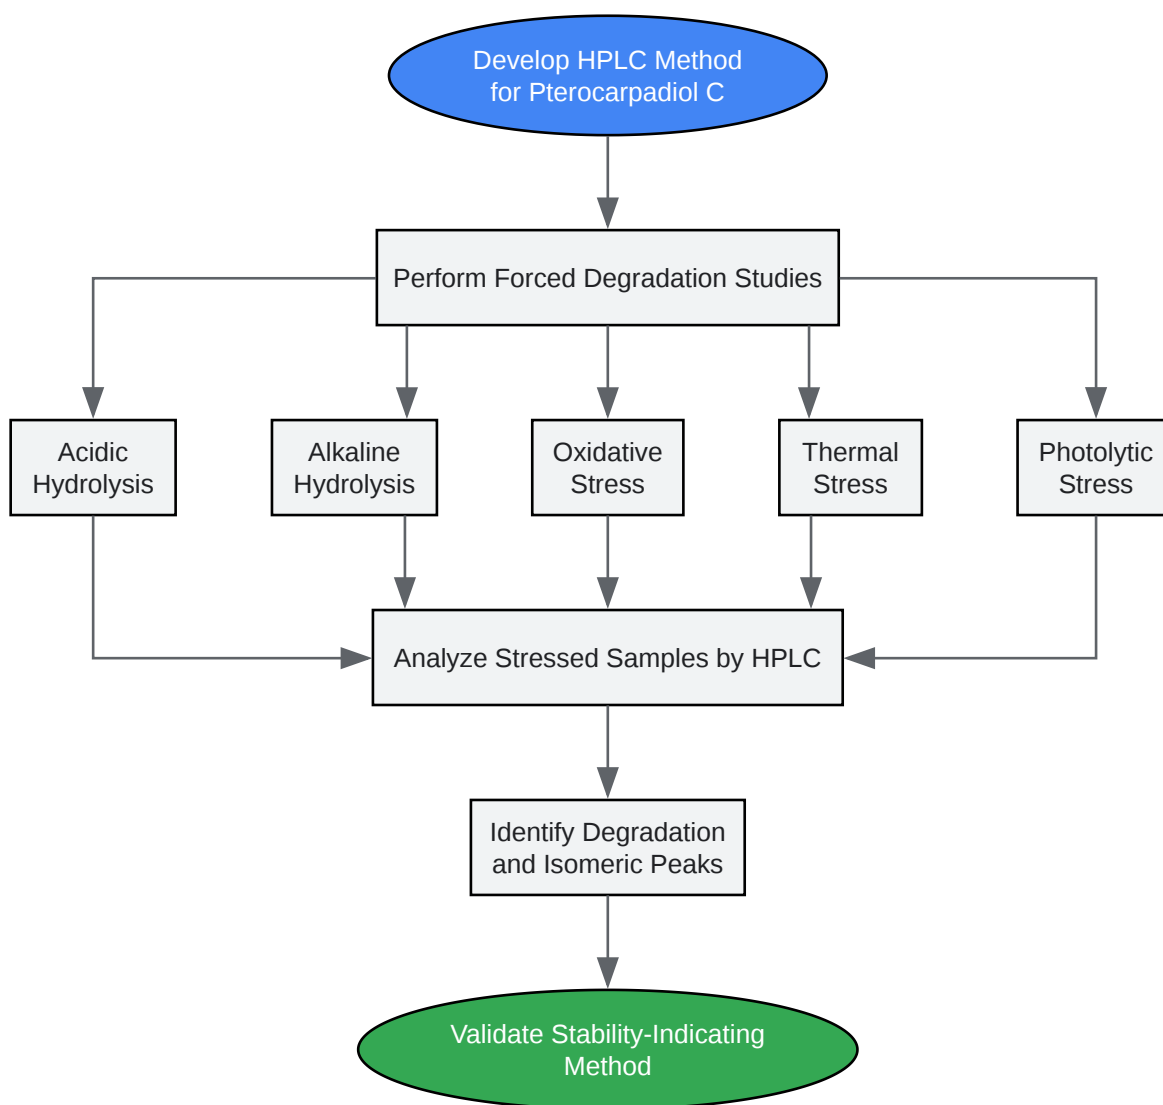 Develop HPLC Method
for Pterocarpadiol C
Perform Forced Degradation Studies
Acidic
Hydrolysis
Alkaline
Hydrolysis
Oxidative
Stress
Thermal
Stress
Photolytic
Stress
Analyze Stressed Samples by HPLC
Identify Degradation
and Isomeric Peaks
Validate Stability-Indicating
Method